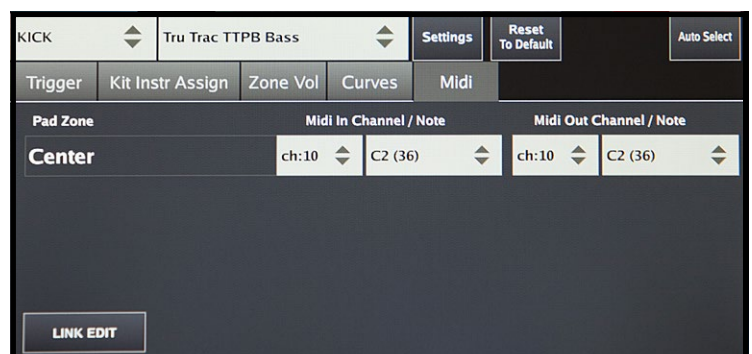 KICK
Tru Trac TTPB Bass
Settings
Reset
To Default
Auto Select
Trigger
Kit Instr Assign
Zone Vol
Curves
Midi
Pad Zone
Midi In Channel / Note
Midi Out Channel / Note
Center
ch:10
C2 (36)
ch:10
C2 (36)
LINK EDIT